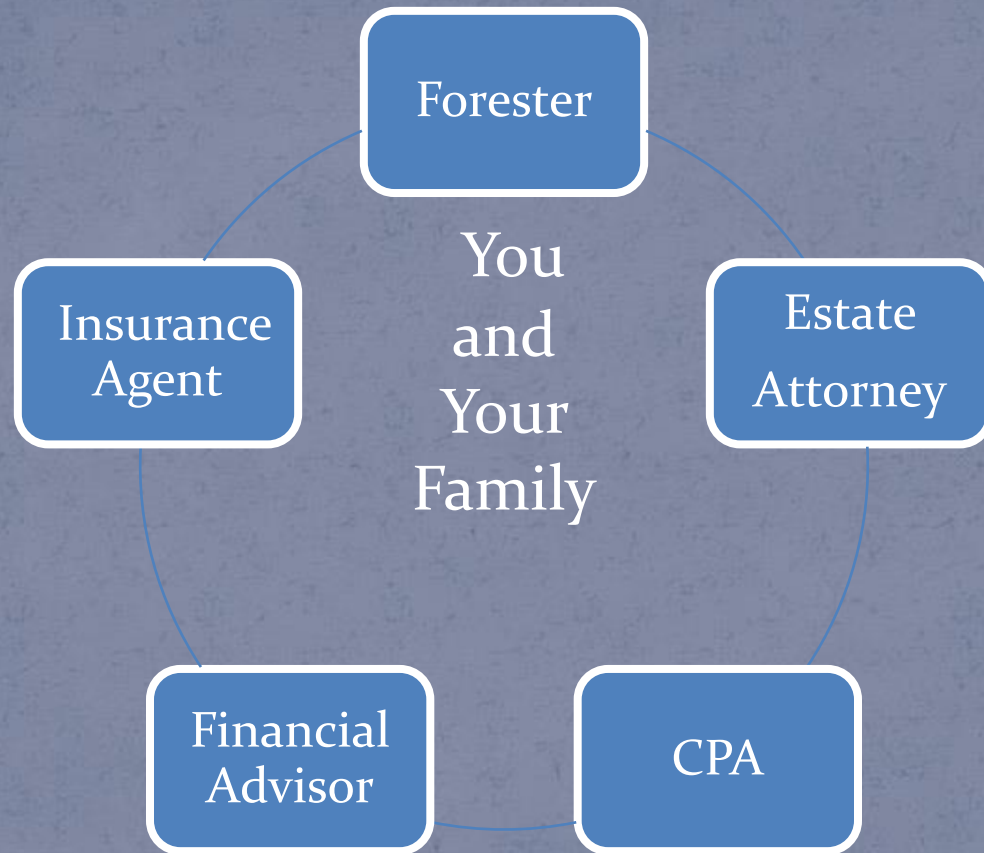 Forester
You
and
Your
Family
Insurance
Agent
Estate
Attorney
Financial
Advisor
CPA